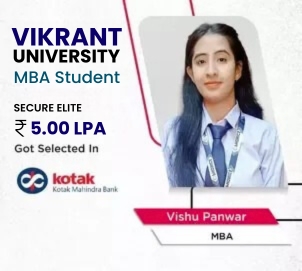 VIKRANT
UNIVERSITY
MBA Student
SECURE ELITE
₹ 5.00 LPA
Got Selected In
kotak
Kotak Mahindra Bank
Vishu Panwar
MBA